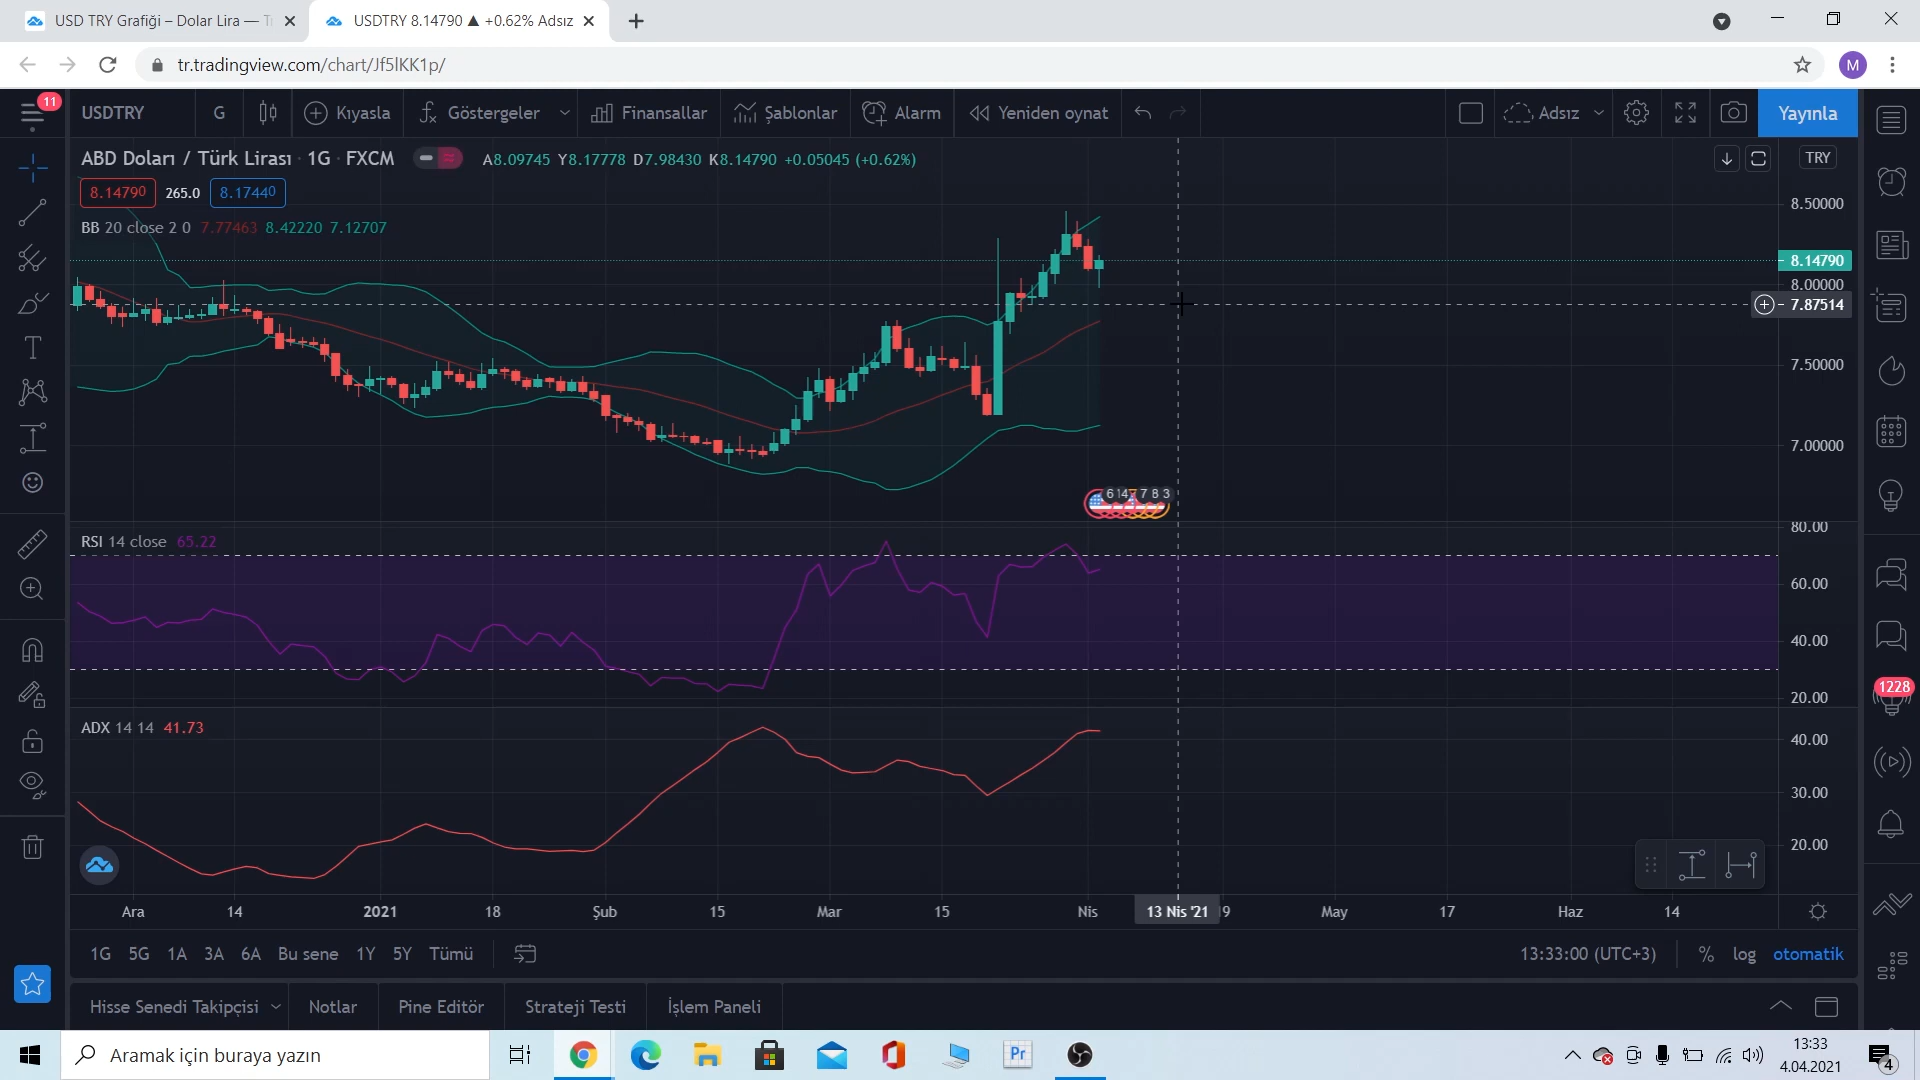 USD TRY Grafiği – Dolar Lira —
USDTRY 8.14790 ▲ +0.62% Adsız
tr.tradingview.com/chart/Jf5lKK1p/
M
11
USDTRY
G
Kıyasla
Göstergeler
Finansallar
Şablonlar
Alarm
Yeniden oynat
Adsız
Yayınla
ABD Doları / Türk Lirası · 1G · FXCM
A8.09745 Y8.17778 D7.98430 K8.14790 +0.05045 (+0.62%)
TRY
8.14790 265.0 8.17440
BB 20 close 2 0 7.77463 8.42220 7.12707
8.50000
8.14790
8.00000
7.87514
7.50000
7.00000
RSI 14 close 65.22
80.00
60.00
40.00
20.00
1228
ADX 14 14 41.73
40.00
30.00
20.00
Ara 14 2021 18 Şub 15 Mar 15 Nis 13 Nis '21 May 17 Haz 14
1G 5G 1A 3A 6A Bu sene 1Y 5Y Tümü
13:33:00 (UTC+3) % log otomatik
Hisse Senedi Takipçisi Notlar Pine Editör Strateji Testi İşlem Paneli
Aramak için buraya yazın
Pr
13:33
4.04.2021
4